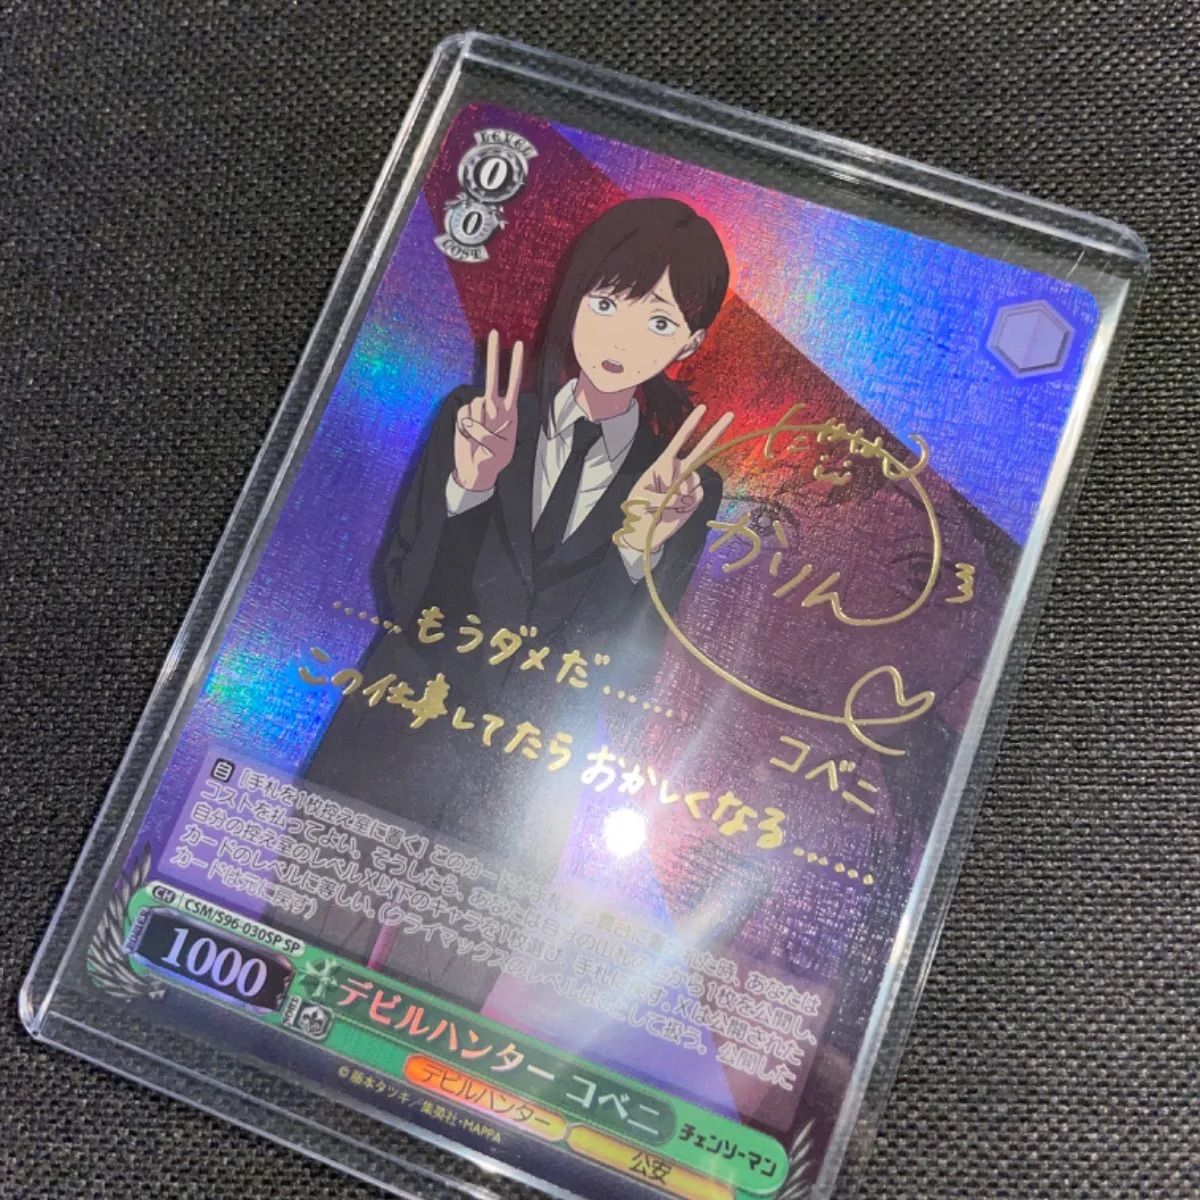 LEVEL
0
0
COST
かりん
……もうダメだ……
この仕事してたらおかしくなる……
コベニ
自 [手札を1枚控え室に置く] このカードが手札から舞台に置かれた時、あなたは
コストを払ってよい。そうしたら、あなたは自分の山札の上から1枚を公開し、
自分の控え室のレベルX以下のキャラを1枚選び、手札に戻す。Xは公開された
カードのレベルに等しい。(クライマックスのレベルは0として扱う。公開した
カードは元に戻す)
CH CSM/S96-030SP SP
POWER
1000
デビルハンター コベニ
デビルハンター
公安
チェンソーマン
©藤本タツキ/集英社・MAPPA